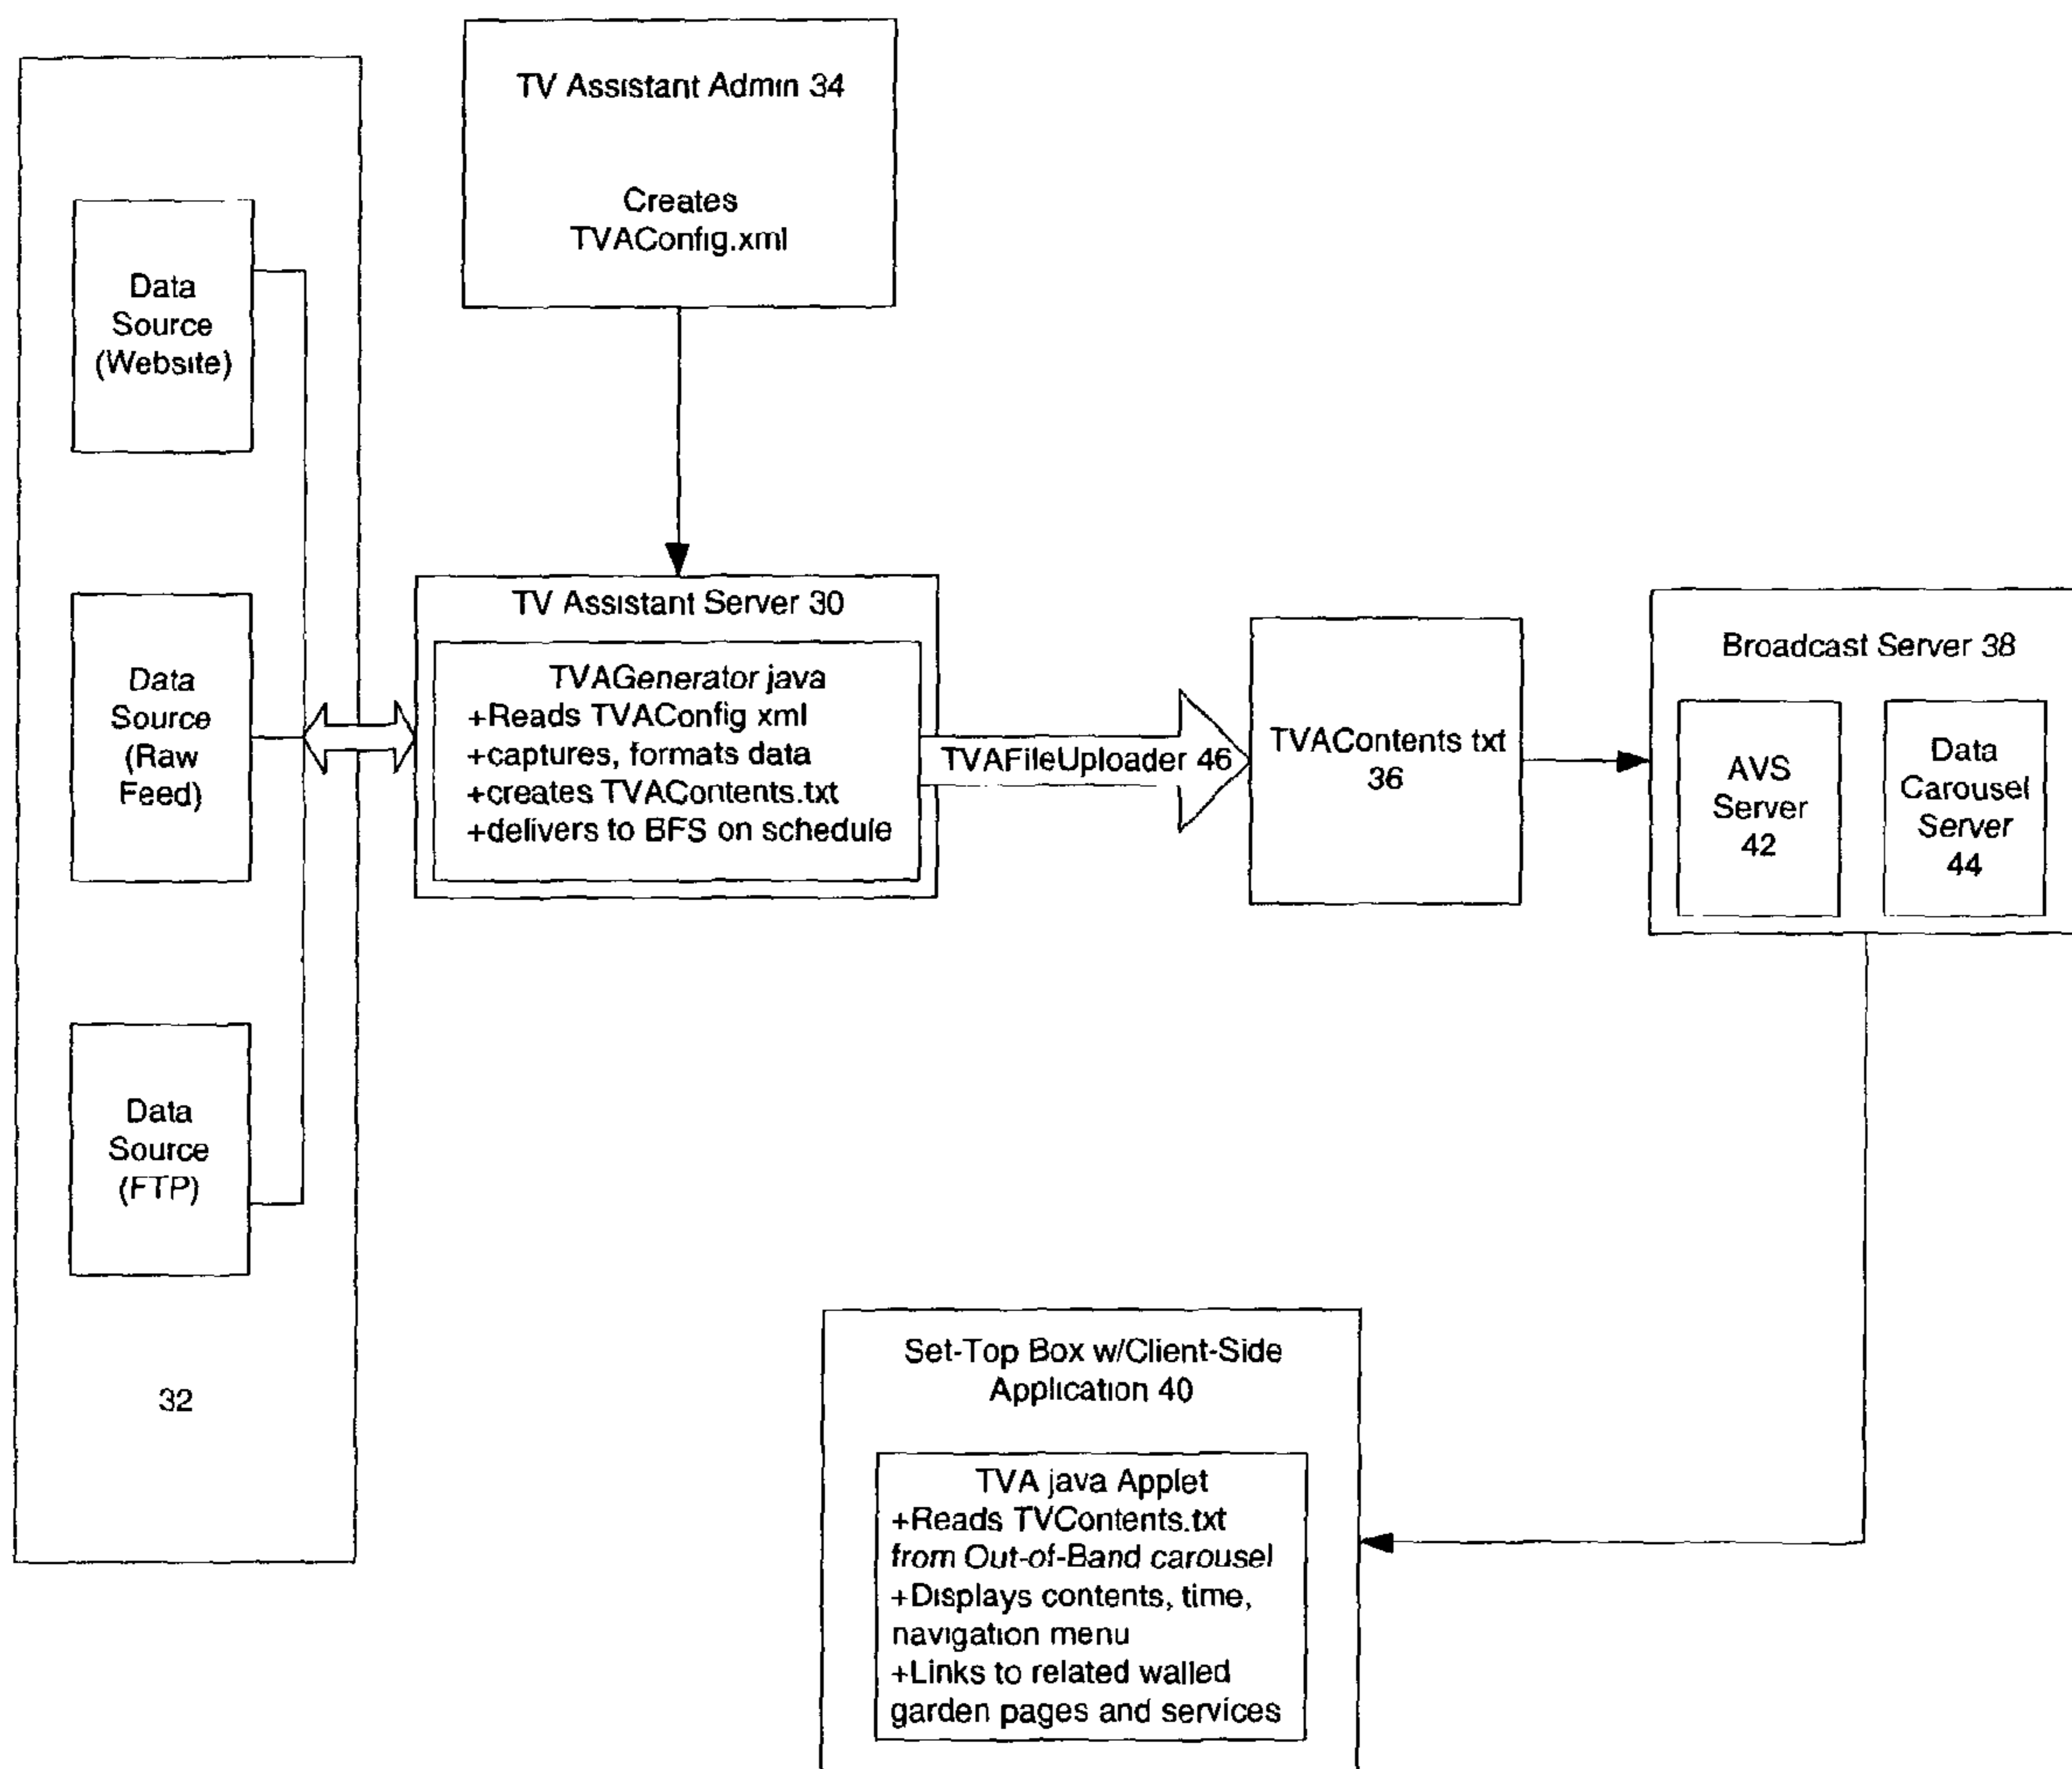 TV Assistant Admin 34
Creates
TVAConfig.xml
Data
Source
(Website)
Data
Source
(Raw
Feed)
Data
Source
(FTP)
32
TV Assistant Server 30
TVAGenerator java
+Reads TVAConfig xml
+captures, formats data
+creates TVAContents.txt
+delivers to BFS on schedule
TVAFileUploader 46
TVAContents txt
36
Broadcast Server 38
AVS
Server
42
Data
Carousel
Server
44
Set-Top Box w/Client-Side
Application 40
TVA java Applet
+Reads TVContents.txt
from Out-of-Band carousel
+Displays contents, time,
navigation menu
+Links to related walled
garden pages and services